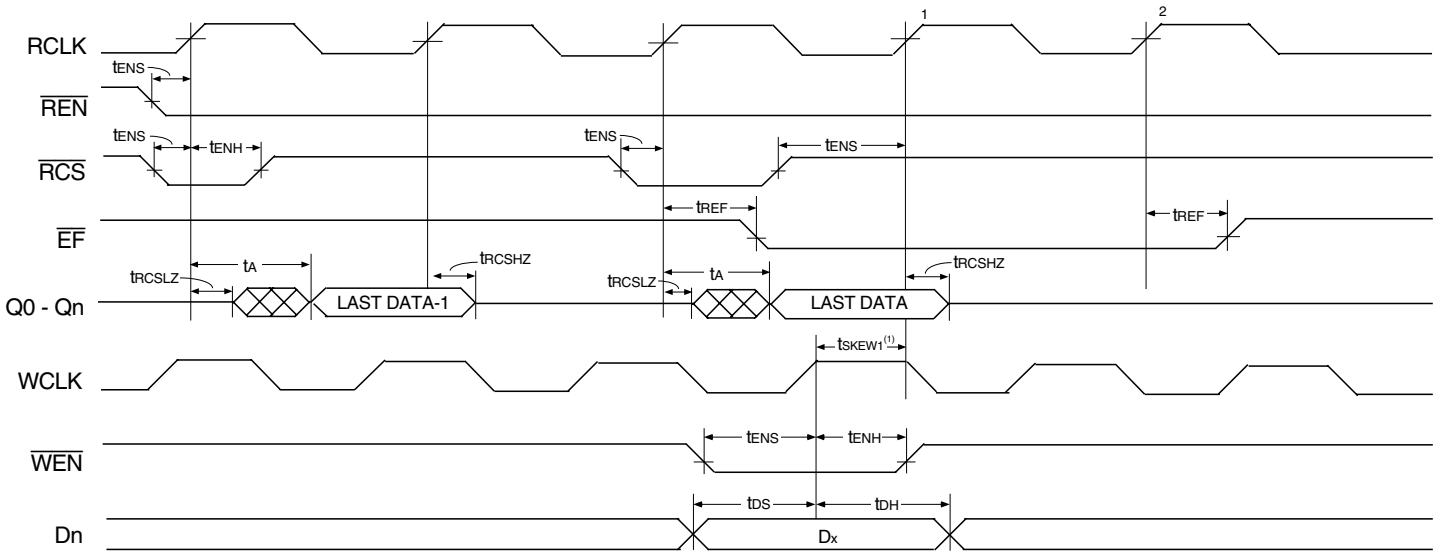 1 2
RCLK
tENS
REN
tENS tENH tENS tENS
RCS
tREF tREF
EF
tA tRCSHZ tA tRCSHZ
tRCSLZ tRCSLZ
Q0 - Qn LAST DATA-1 LAST DATA
tSKEW1(1)
WCLK
tENS tENH
WEN
tDS tDH
Dn Dx